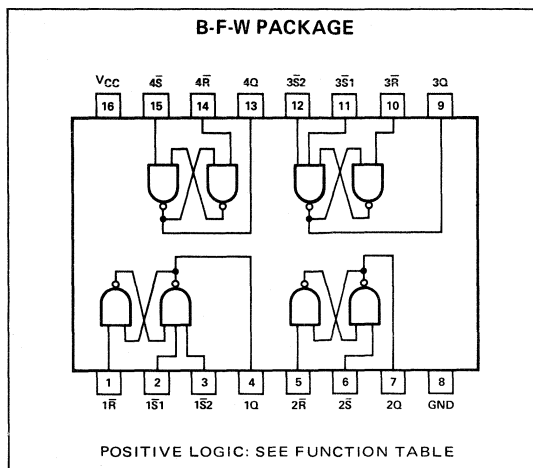 B-F-W PACKAGE
VCC 4S̅ 4R̅ 4Q 3S̅2 3S̅1 3R̅ 3Q
16 15 14 13 12 11 10 9
1 2 3 4 5 6 7 8
1R̅ 1S̅1 1S̅2 1Q 2R̅ 2S̅ 2Q GND
POSITIVE LOGIC: SEE FUNCTION TABLE